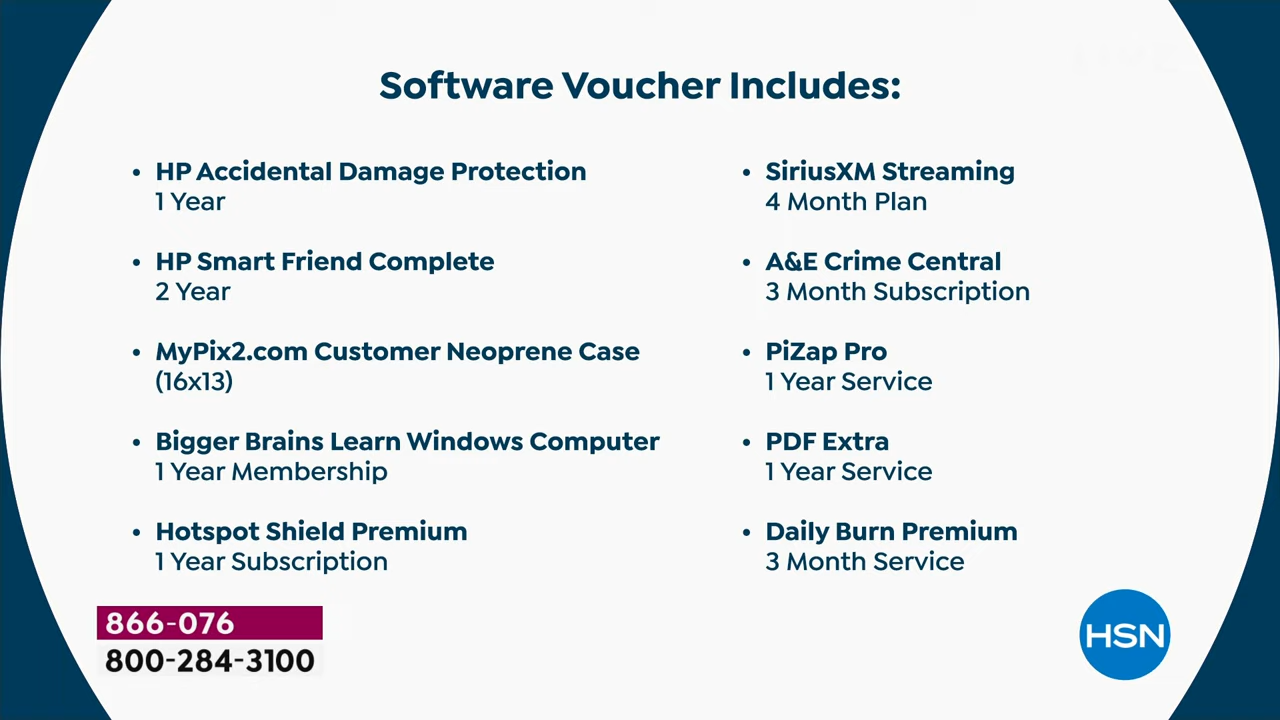 Software Voucher Includes:
• HP Accidental Damage Protection
1 Year
• HP Smart Friend Complete
2 Year
• MyPix2.com Customer Neoprene Case
(16x13)
• Bigger Brains Learn Windows Computer
1 Year Membership
• Hotspot Shield Premium
1 Year Subscription
• SiriusXM Streaming
4 Month Plan
• A&E Crime Central
3 Month Subscription
• PiZap Pro
1 Year Service
• PDF Extra
1 Year Service
• Daily Burn Premium
3 Month Service
866-076
800-284-3100
HSN